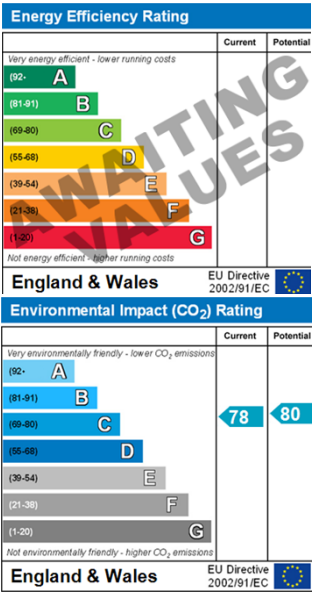 Energy Efficiency Rating
Current Potential
Very energy efficient - lower running costs
(92- A
(81-91) B
(69-80) C
(55-68) D
(39-54) E
(21-38) F
(1-20) G
AWAITING
VALUES
Not energy efficient - higher running costs
England & Wales
EU Directive
2002/91/EC
Environmental Impact (CO2) Rating
Current Potential
Very environmentally friendly - lower CO2 emissions
(92- A
(81-91) B
(69-80) C
78 80
(55-68) D
(39-54) E
(21-38) F
(1-20) G
Not environmentally friendly - higher CO2 emissions
England & Wales
EU Directive
2002/91/EC